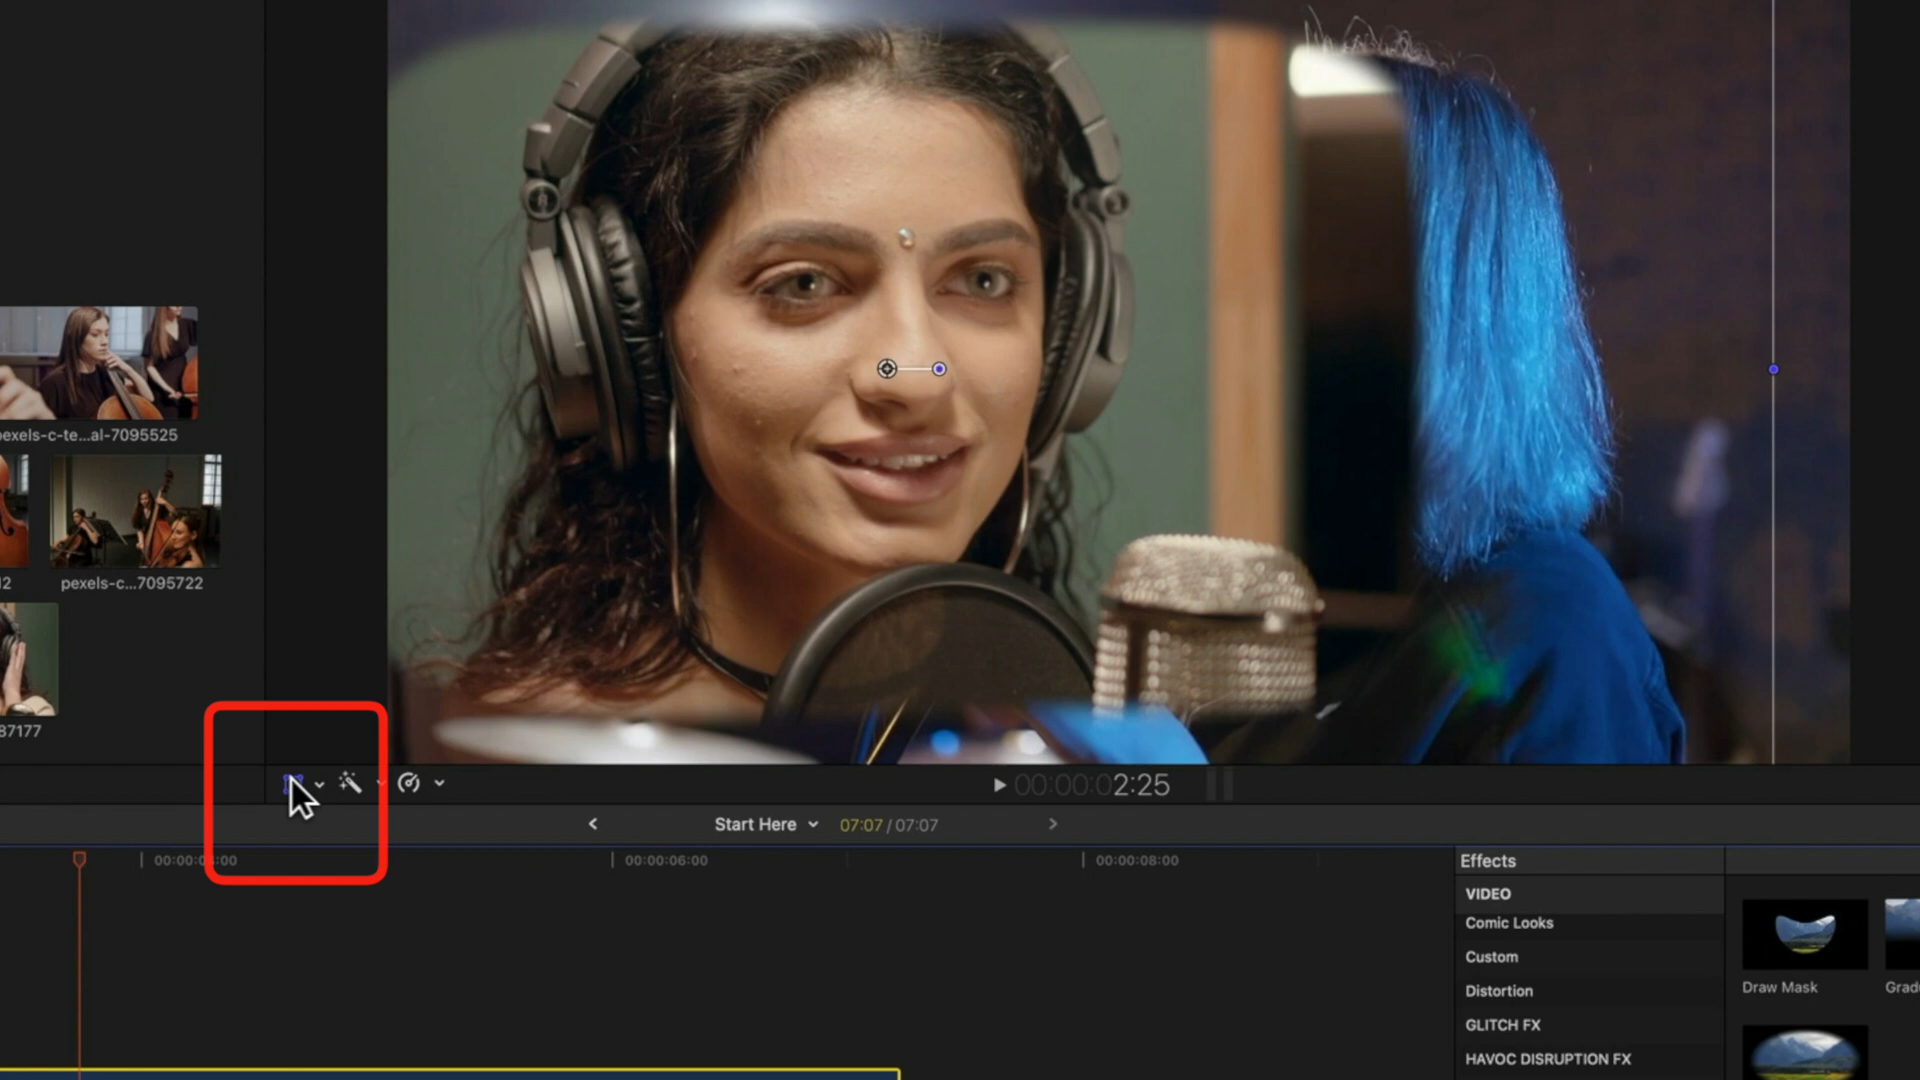 pexels-c-te...al-7095525
pexels-c...7095722
87177
00:00:02:25
Start Here
07:07 / 07:07
00:00:06:00
00:00:08:00
Effects
VIDEO
Comic Looks
Custom
Distortion
GLITCH FX
HAVOC DISRUPTION FX
Draw Mask